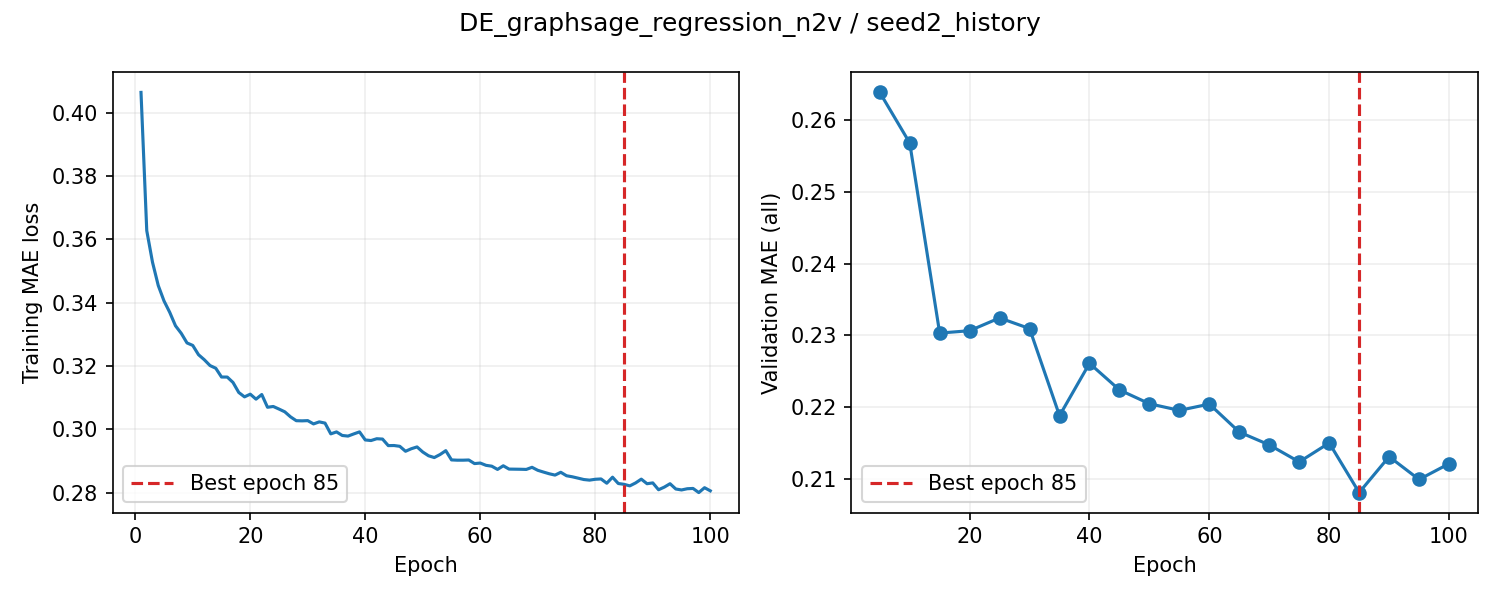 DE_graphsage_regression_n2v / seed2_history
Training MAE loss
0.40
0.38
0.36
0.34
0.32
0.30
0.28
Best epoch 85
0 20 40 60 80 100
Epoch
Validation MAE (all)
0.26
0.25
0.24
0.23
0.22
0.21
Best epoch 85
20 40 60 80 100
Epoch